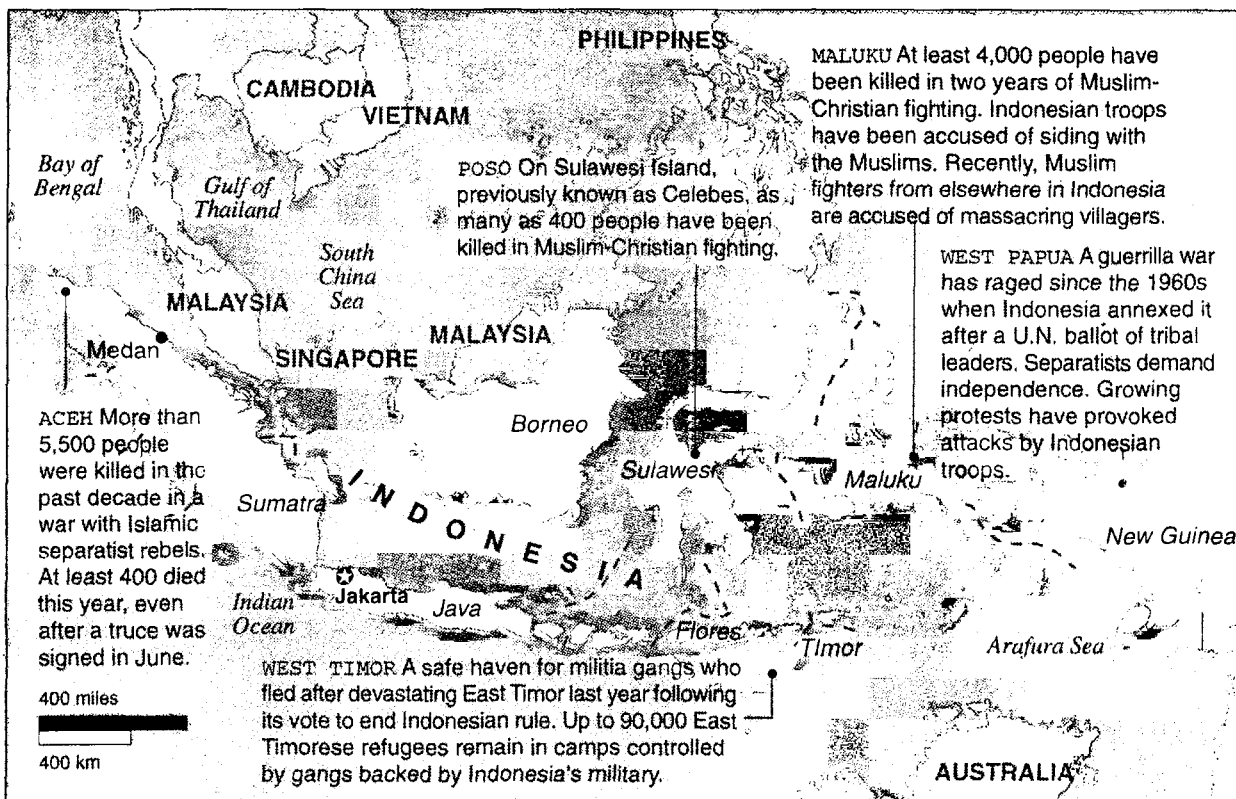 PHILIPPINES
CAMBODIA
VIETNAM
Bay of
Bengal
Gulf of
Thailand
South
China
Sea
MALUKU At least 4,000 people have
been killed in two years of Muslim-
Christian fighting. Indonesian troops
have been accused of siding with
the Muslims. Recently, Muslim
fighters from elsewhere in Indonesia
are accused of massacring villagers.
POSO On Sulawesi Island,
previously known as Celebes, as
many as 400 people have been
killed in Muslim-Christian fighting.
WEST PAPUA A guerrilla war
has raged since the 1960s
when Indonesia annexed it
after a U.N. ballot of tribal
leaders. Separatists demand
independence. Growing
protests have provoked
attacks by Indonesian
troops.
MALAYSIA
Medan
SINGAPORE
MALAYSIA
Borneo
Sulawesi
Maluku
New Guinea
ACEH More than
5,500 people
were killed in the
past decade in a
war with Islamic
separatist rebels.
At least 400 died
this year, even
after a truce was
signed in June.
Sumatra
INDONESIA
Jakarta
Java
Indian
Ocean
Flores
Timor
Arafura Sea
WEST TIMOR A safe haven for militia gangs who
fled after devastating East Timor last year following
its vote to end Indonesian rule. Up to 90,000 East
Timorese refugees remain in camps controlled
by gangs backed by Indonesia's military.
400 miles
400 km
AUSTRALIA